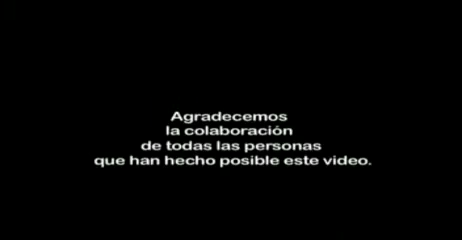 Agradecemos
la colaboración
de todas las personas
que han hecho posible este video.